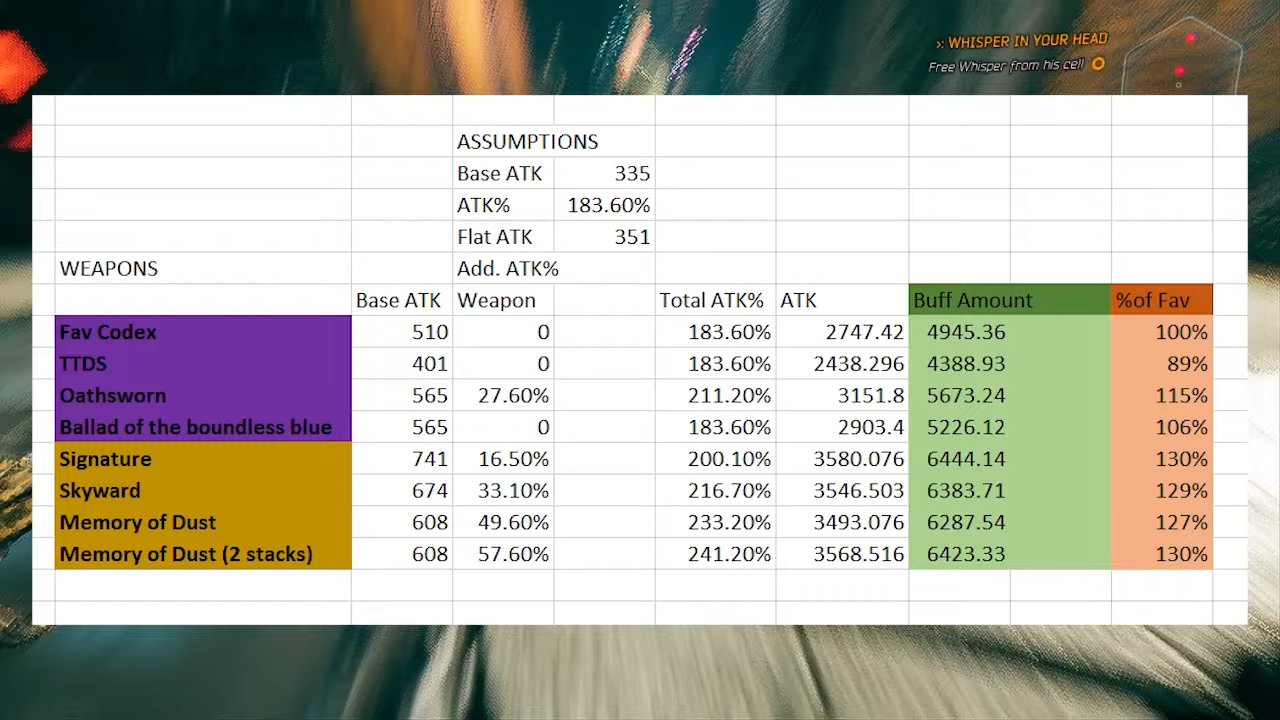 ›: WHISPER IN YOUR HEAD
Free Whisper from his cell
ASSUMPTIONS
Base ATK 335
ATK% 183.60%
Flat ATK 351
WEAPONS Add. ATK%
Base ATK Weapon Total ATK% ATK Buff Amount %of Fav
Fav Codex 510 0 183.60% 2747.42 4945.36 100%
TTDS 401 0 183.60% 2438.296 4388.93 89%
Oathsworn 565 27.60% 211.20% 3151.8 5673.24 115%
Ballad of the boundless blue 565 0 183.60% 2903.4 5226.12 106%
Signature 741 16.50% 200.10% 3580.076 6444.14 130%
Skyward 674 33.10% 216.70% 3546.503 6383.71 129%
Memory of Dust 608 49.60% 233.20% 3493.076 6287.54 127%
Memory of Dust (2 stacks) 608 57.60% 241.20% 3568.516 6423.33 130%